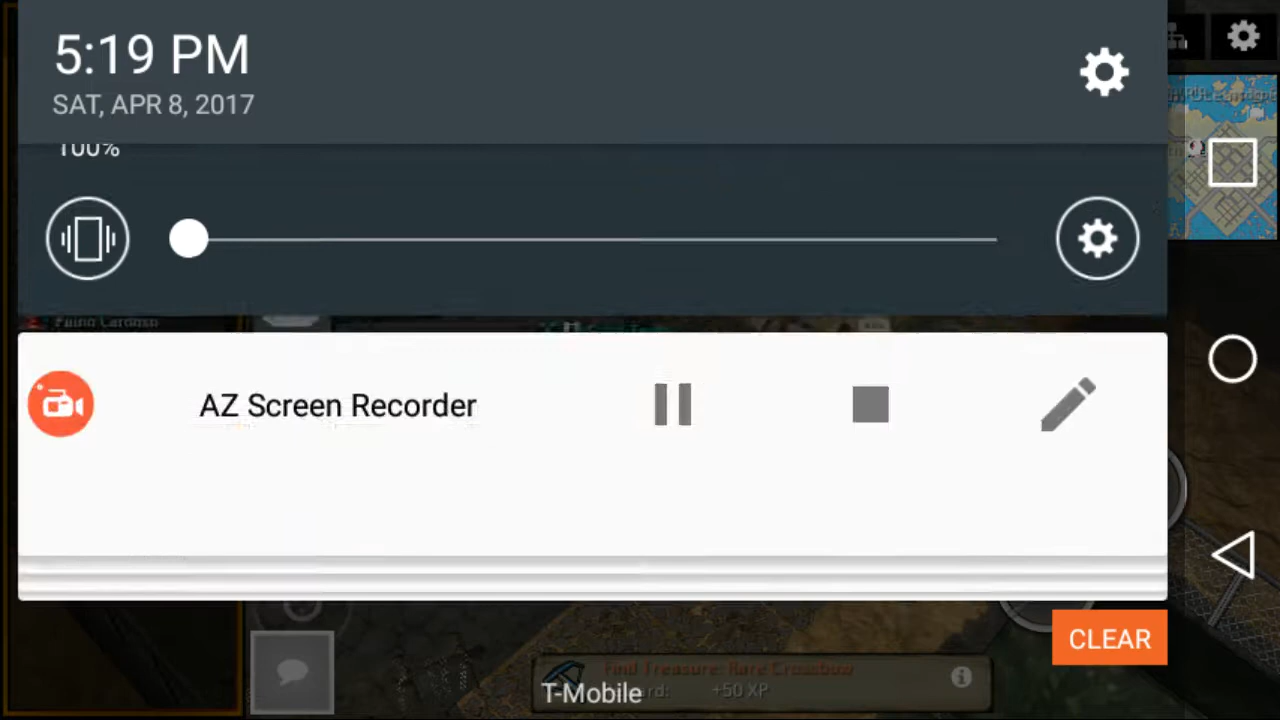 5:19 PM
SAT, APR 8, 2017
100%
AZ Screen Recorder
CLEAR
Find Treasure: Rare Crossbow
+50 XP
T-Mobile